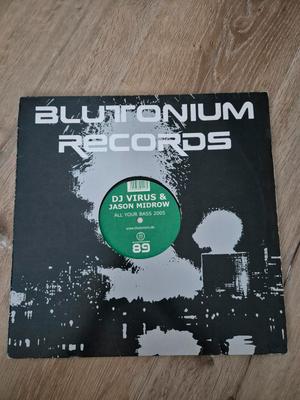 BLUTONIUM
RECORDS
DJ VIRUS &
JASON MIDROW
ALL YOUR BASS 2005
www.blutonium.de
89